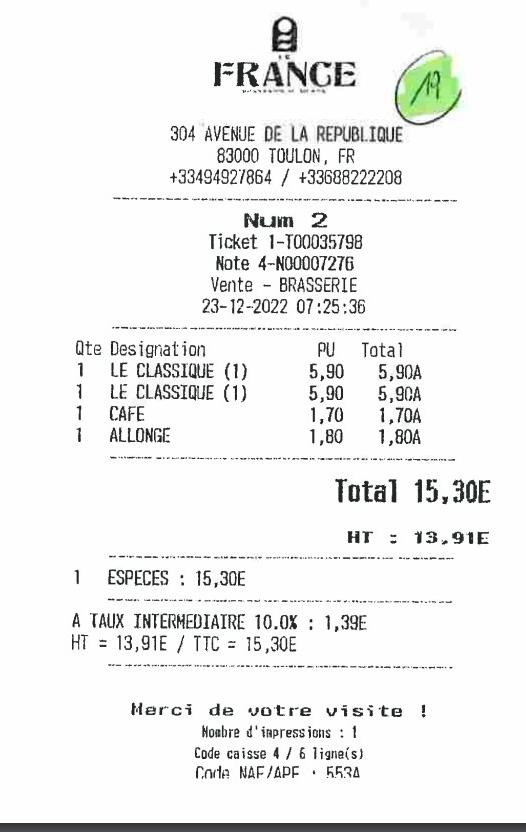 FRANCE
19
304 AVENUE DE LA REPUBLIQUE
83000 TOULON, FR
+33494927864 / +33688222208
Num 2
Ticket 1-T00035798
Note 4-N00007276
Vente - BRASSERIE
23-12-2022 07:25:36
Qte Designation PU Total
1 LE CLASSIQUE (1) 5,90 5,90A
1 LE CLASSIQUE (1) 5,90 5,90A
1 CAFE 1,70 1,70A
1 ALLONGE 1,80 1,80A
Total 15,30E
HT : 13,91E
1 ESPECES : 15,30E
A TAUX INTERMEDIAIRE 10.0% : 1,39E
HT = 13,91E / TTC = 15,30E
Merci de votre visite !
Nombre d'impressions : 1
Code caisse 4 / 6 ligne(s)
Code NAF/APE : 553A